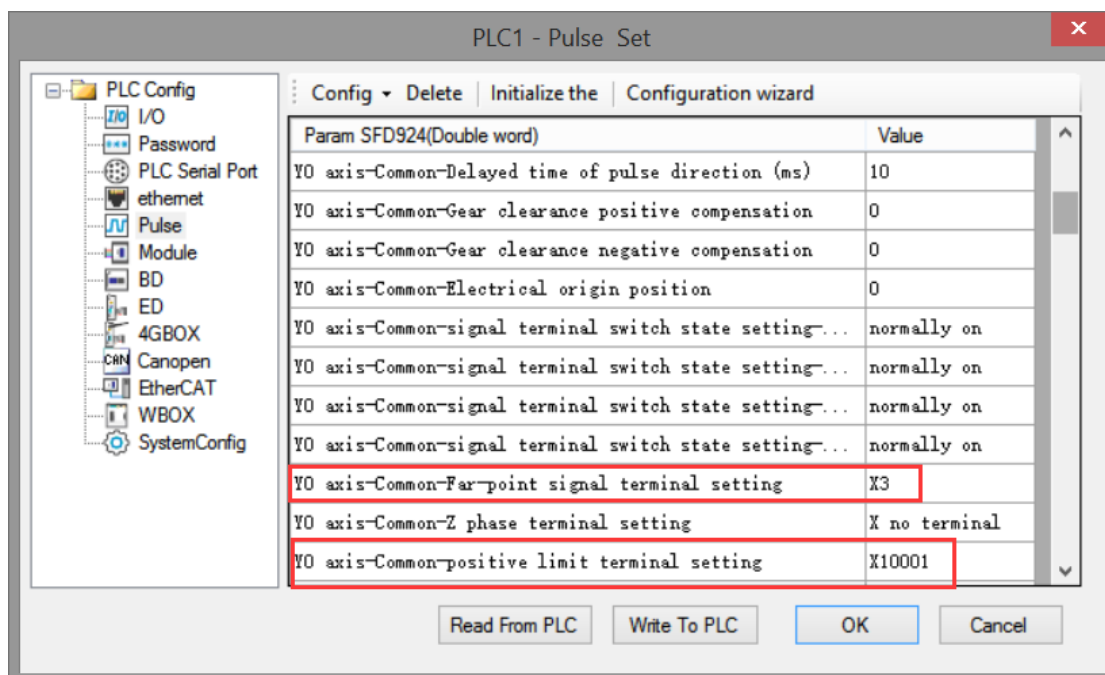 PLC1 - Pulse Set
PLC Config
I/O
Password
PLC Serial Port
ethernet
Pulse
Module
BD
ED
4GBOX
CAN Canopen
EtherCAT
WBOX
SystemConfig
Config Delete Initialize the Configuration wizard
Param SFD924(Double word) Value
Y0 axis-Common-Delayed time of pulse direction (ms) 10
Y0 axis-Common-Gear clearance positive compensation 0
Y0 axis-Common-Gear clearance negative compensation 0
Y0 axis-Common-Electrical origin position 0
Y0 axis-Common-signal terminal switch state setting-... normally on
Y0 axis-Common-signal terminal switch state setting-... normally on
Y0 axis-Common-signal terminal switch state setting-... normally on
Y0 axis-Common-signal terminal switch state setting-... normally on
Y0 axis-Common-Far-point signal terminal setting X3
Y0 axis-Common-Z phase terminal setting X no terminal
Y0 axis-Common-positive limit terminal setting X10001
Read From PLC Write To PLC OK Cancel